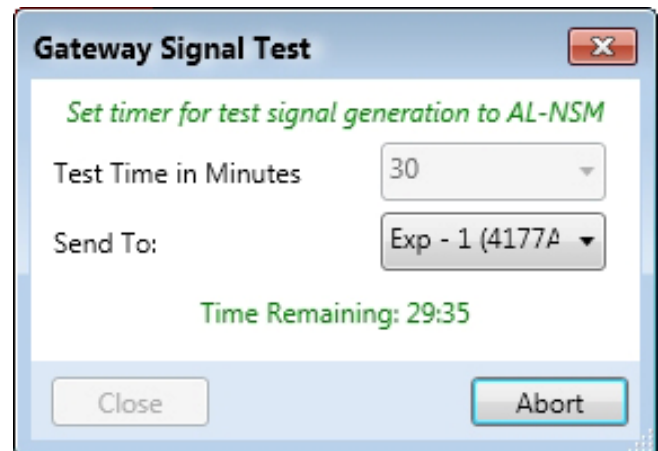 Gateway Signal Test
Set timer for test signal generation to AL-NSM
Test Time in Minutes 30
Send To: Exp - 1 (4177A
Time Remaining: 29:35
Close Abort